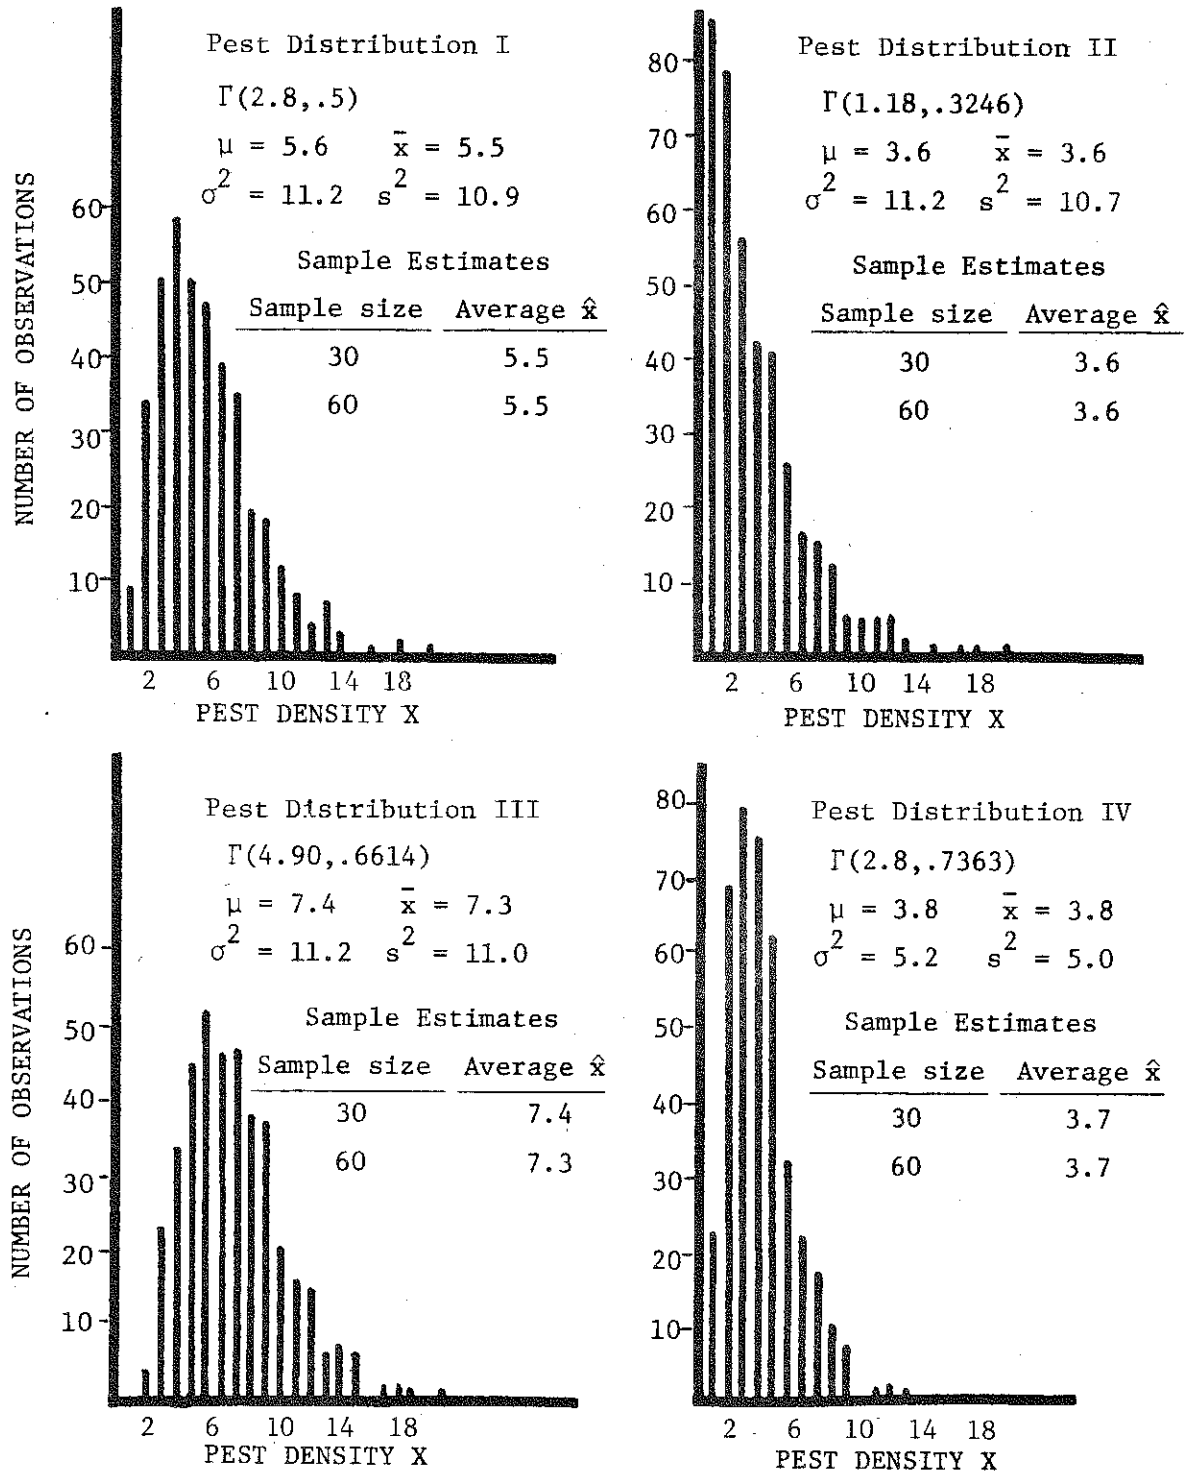 Pest Distribution I
Γ(2.8,.5)
μ = 5.6 x̄ = 5.5
σ² = 11.2 s² = 10.9
Sample Estimates
Sample size Average x̂
30 5.5
60 5.5
NUMBER OF OBSERVATIONS
60
50
40
30
20
10
2 6 10 14 18
PEST DENSITY X
Pest Distribution II
Γ(1.18,.3246)
μ = 3.6 x̄ = 3.6
σ² = 11.2 s² = 10.7
Sample Estimates
Sample size Average x̂
30 3.6
60 3.6
80
70
60
50
40
30
20
10
2 6 10 14 18
PEST DENSITY X
Pest Distribution III
Γ(4.90,.6614)
μ = 7.4 x̄ = 7.3
σ² = 11.2 s² = 11.0
Sample Estimates
Sample size Average x̂
30 7.4
60 7.3
NUMBER OF OBSERVATIONS
60
50
40
30
20
10
2 6 10 14 18
PEST DENSITY X
Pest Distribution IV
Γ(2.8,.7363)
μ = 3.8 x̄ = 3.8
σ² = 5.2 s² = 5.0
Sample Estimates
Sample size Average x̂
30 3.7
60 3.7
80
70
60
50
40
30
20
10
2 6 10 14 18
PEST DENSITY X